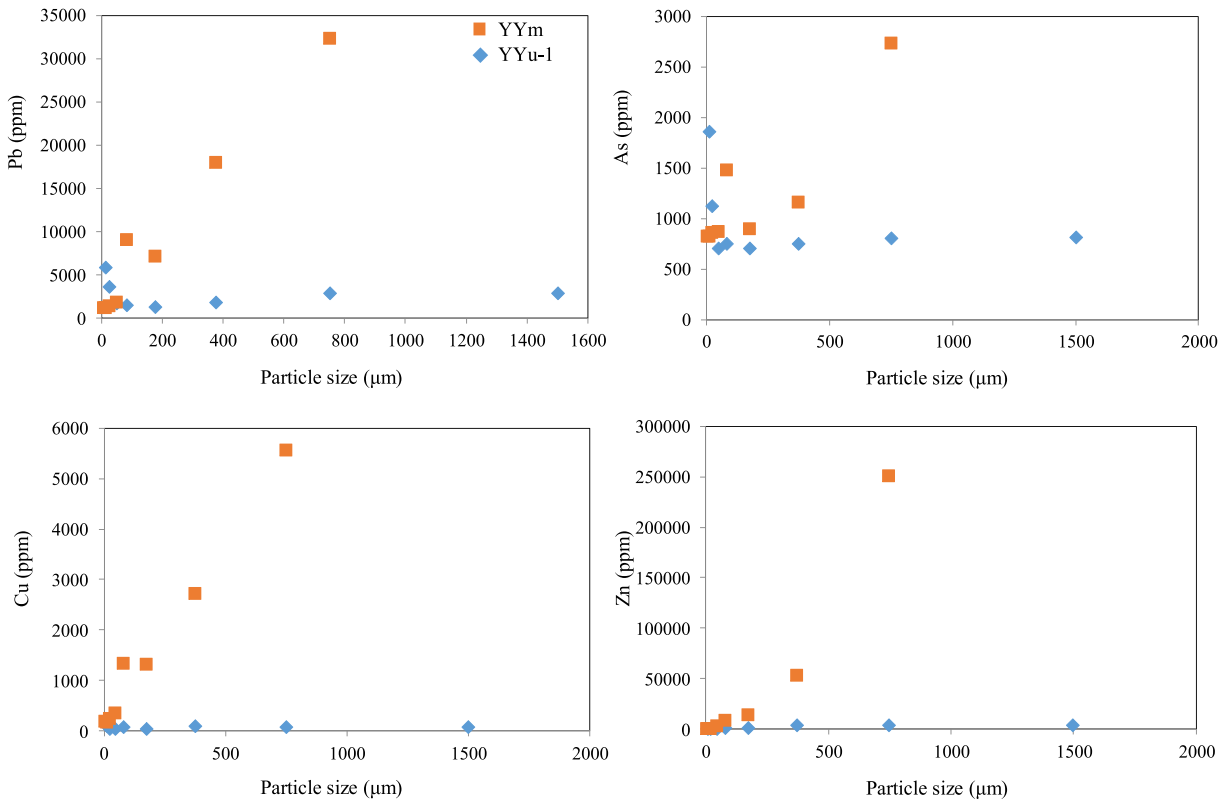 35000
30000
25000
20000
15000
10000
5000
0
Pb (ppm)
YYm
YYu-1
0 200 400 600 800 1000 1200 1400 1600
Particle size (μm)
3000
2500
2000
1500
1000
500
0
As (ppm)
0 500 1000 1500 2000
Particle size (μm)
6000
5000
4000
3000
2000
1000
0
Cu (ppm)
0 500 1000 1500 2000
Particle size (μm)
300000
250000
200000
150000
100000
50000
0
Zn (ppm)
0 500 1000 1500 2000
Particle size (μm)